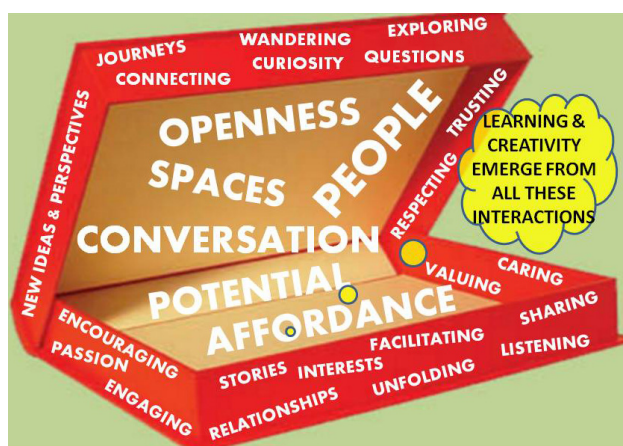 JOURNEYS
WANDERING
EXPLORING
CONNECTING
CURIOSITY
QUESTIONS
NEW IDEAS & PERSPECTIVES
OPENNESS
SPACES
PEOPLE
CONVERSATION
POTENTIAL
AFFORDANCE
RESPECTING
TRUSTING
LEARNING &
CREATIVITY
EMERGE FROM
ALL THESE
INTERACTIONS
VALUING
CARING
ENCOURAGING
PASSION
ENGAGING
STORIES
INTERESTS
FACILITATING
SHARING
RELATIONSHIPS
UNFOLDING
LISTENING